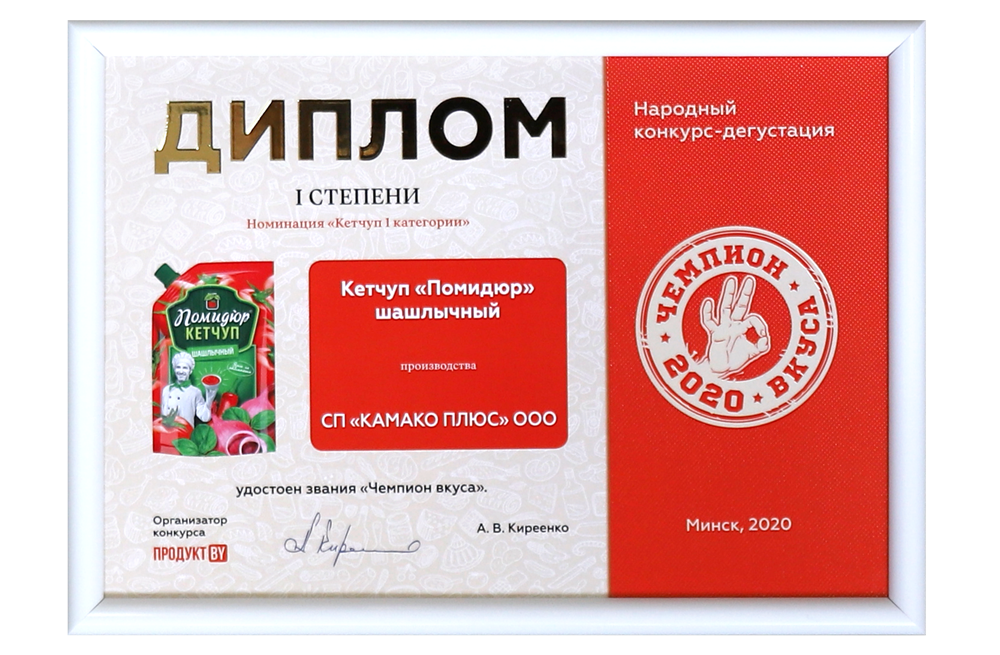 ДИПЛОМ
I СТЕПЕНИ
Номинация «Кетчуп 1 категории»
Помидюр
КЕТЧУП
ШАШЛЫЧНЫЙ
Кетчуп «Помидюр»
шашлычный
производства
СП «КАМАКО ПЛЮС» ООО
удостоен звания «Чемпион вкуса».
Организатор
конкурса
ПРОДУКТ BY
А. В. Киреенко
Народный
конкурс-дегустация
ЧЕМПИОН
ВКУСА
2020
Минск, 2020